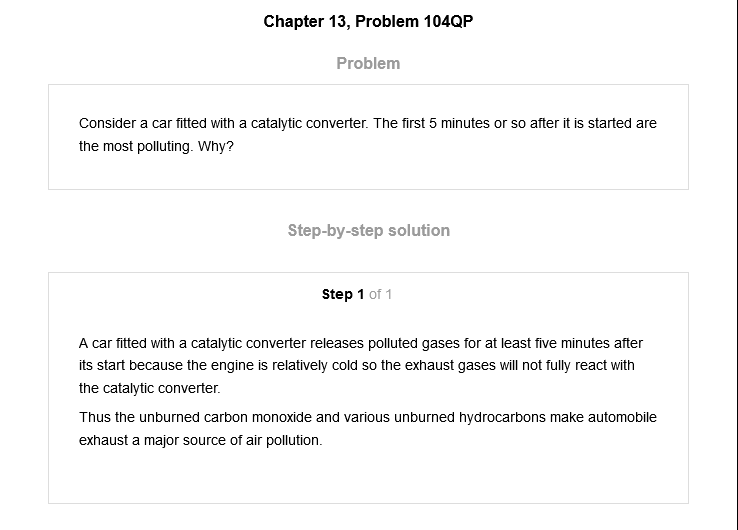 Chapter 13, Problem 104QP
Problem
Consider a car fitted with a catalytic converter. The first 5 minutes or so after it is started are
the most polluting. Why?
Step-by-step solution
Step 1 of 1
A car fitted with a catalytic converter releases polluted gases for at least five minutes after
its start because the engine is relatively cold so the exhaust gases will not fully react with
the catalytic converter.
Thus the unburned carbon monoxide and various unburned hydrocarbons make automobile
exhaust a major source of air pollution.